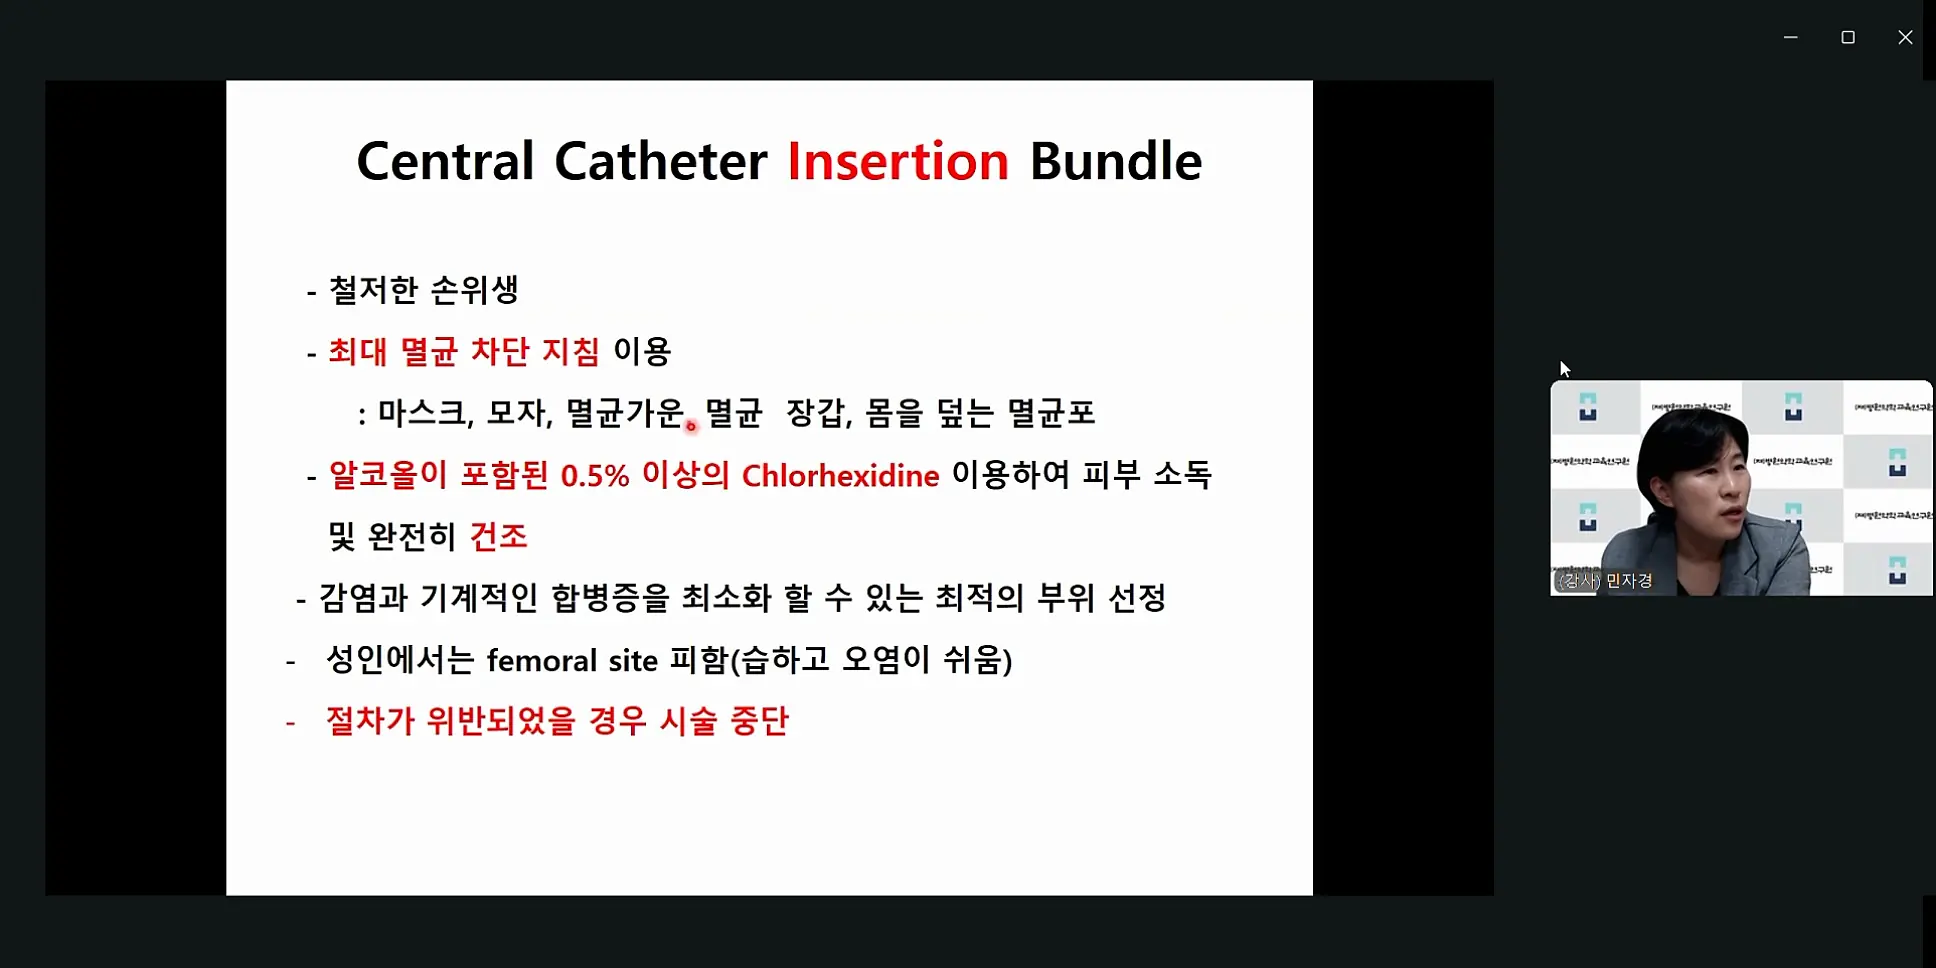 Central Catheter Insertion Bundle
- 철저한 손위생
- 최대 멸균 차단 지침 이용
: 마스크, 모자, 멸균가운, 멸균 장갑, 몸을 덮는 멸균포
- 알코올이 포함된 0.5% 이상의 Chlorhexidine 이용하여 피부 소독
및 완전히 건조
- 감염과 기계적인 합병증을 최소화 할 수 있는 최적의 부위 선정
- 성인에서는 femoral site 피함(습하고 오염이 쉬움)
- 절차가 위반되었을 경우 시술 중단
(강사) 민자경